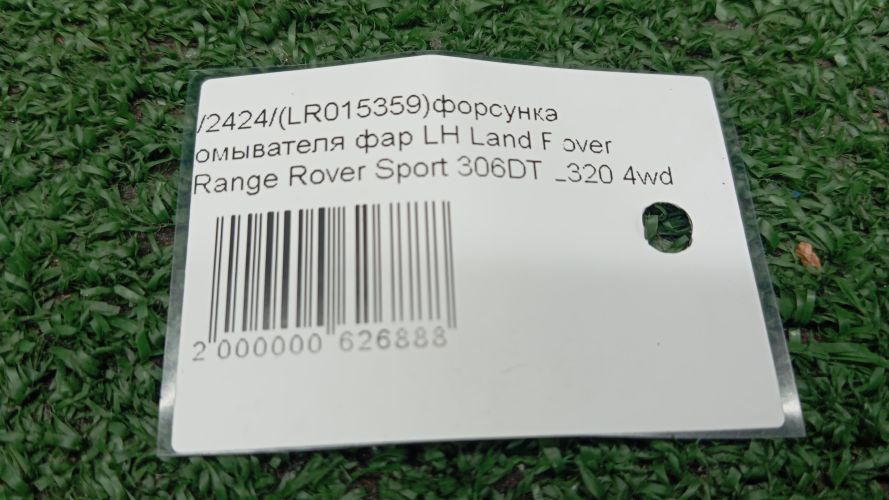 /2424/(LR015359)форсунка
омывателя фар LH Land Rover
Range Rover Sport 306DT L320 4wd
2 000000 626888